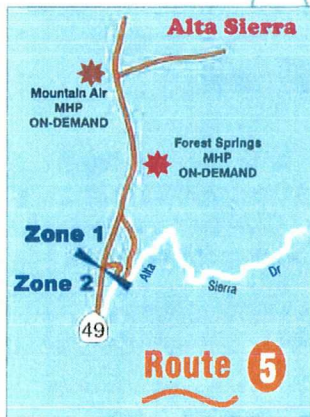 Alta Sierra
Mountain Air
MHP
ON-DEMAND
Forest Springs
MHP
ON-DEMAND
Zone 1
Zone 2
Alta
Sierra
Dr
49
Route 5